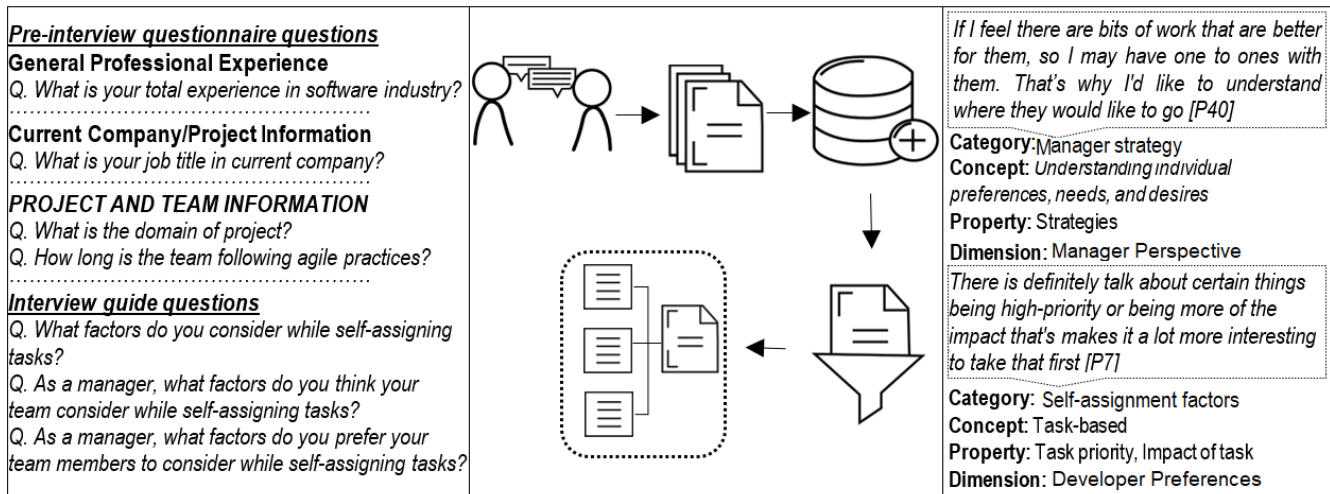 Pre-interview questionnaire questions
General Professional Experience
Q. What is your total experience in software industry?
......................................................
Current Company/Project Information
Q. What is your job title in current company?
......................................................
PROJECT AND TEAM INFORMATION
Q. What is the domain of project?
Q. How long is the team following agile practices?
......................................................
Interview guide questions
Q. What factors do you consider while self-assigning
tasks?
Q. As a manager, what factors do you think your
team consider while self-assigning tasks?
Q. As a manager, what factors do you prefer your
team members to consider while self-assigning tasks?
If I feel there are bits of work that are better
for them, so I may have one to ones with
them. That's why I'd like to understand
where they would like to go [P40]
Category: Manager strategy
Concept: Understanding individual
preferences, needs, and desires
Property: Strategies
Dimension: Manager Perspective
There is definitely talk about certain things
being high-priority or being more of the
impact that's makes it a lot more interesting
to take that first [P7]
Category: Self-assignment factors
Concept: Task-based
Property: Task priority, Impact of task
Dimension: Developer Preferences